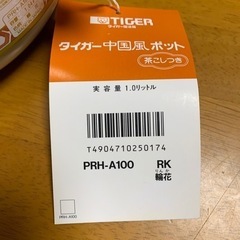 TIGER
タイガー魔法瓶
タイガー中国風ポット
茶こしつき
実容量 1.0リットル
T4904710250174
PRH-A100 RK
りんか
輪花
PRH-A100